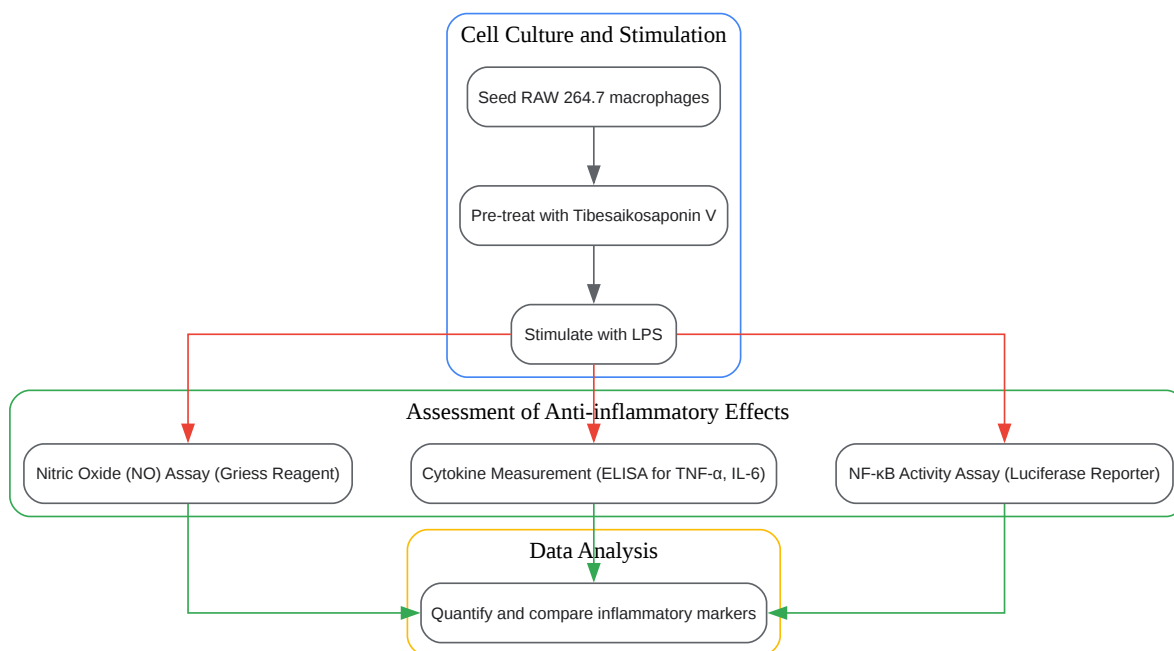 Cell Culture and Stimulation
Seed RAW 264.7 macrophages
Pre-treat with Tibesaikosaponin V
Stimulate with LPS
Assessment of Anti-inflammatory Effects
Nitric Oxide (NO) Assay (Griess Reagent)
Cytokine Measurement (ELISA for TNF-α, IL-6)
NF-κB Activity Assay (Luciferase Reporter)
Data Analysis
Quantify and compare inflammatory markers